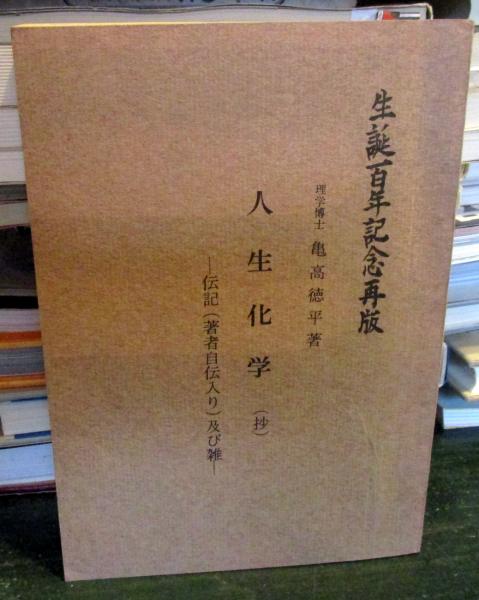 生誕百年記念再版
理学博士 亀高徳平著
人生化学(抄)
―伝記(著者自伝入り)及び雑―